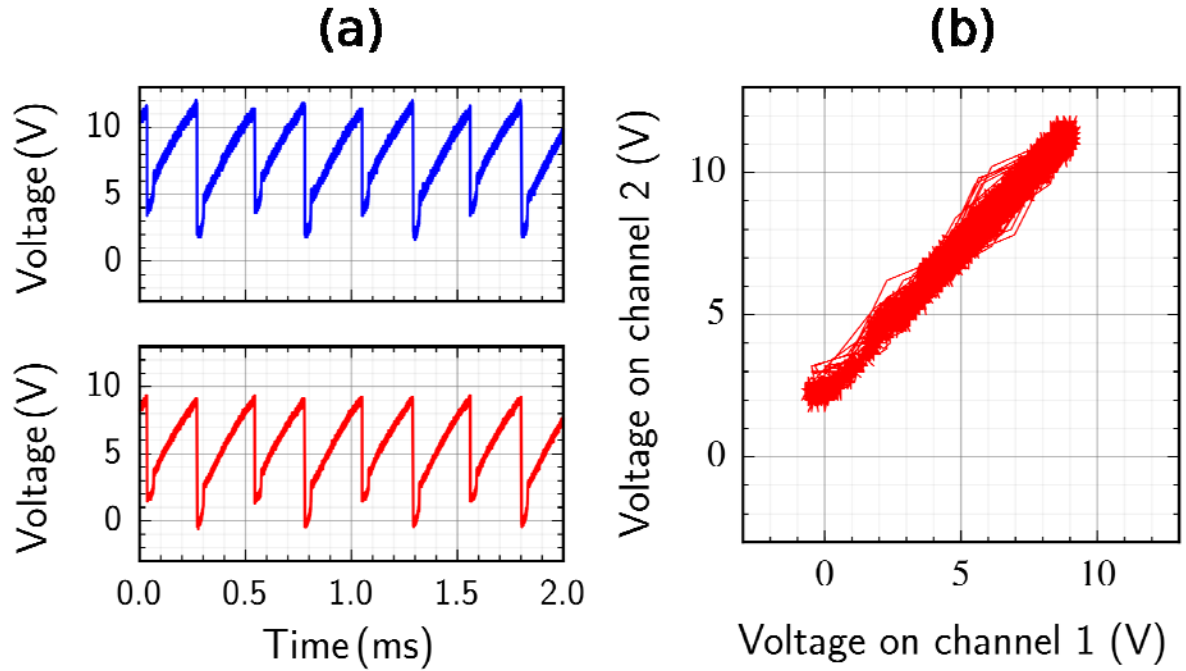 (a)
Voltage (V)
10
5
0
Voltage (V)
10
5
0
0.0 0.5 1.0 1.5 2.0
Time (ms)
(b)
Voltage on channel 2 (V)
10
5
0
0 5 10
Voltage on channel 1 (V)